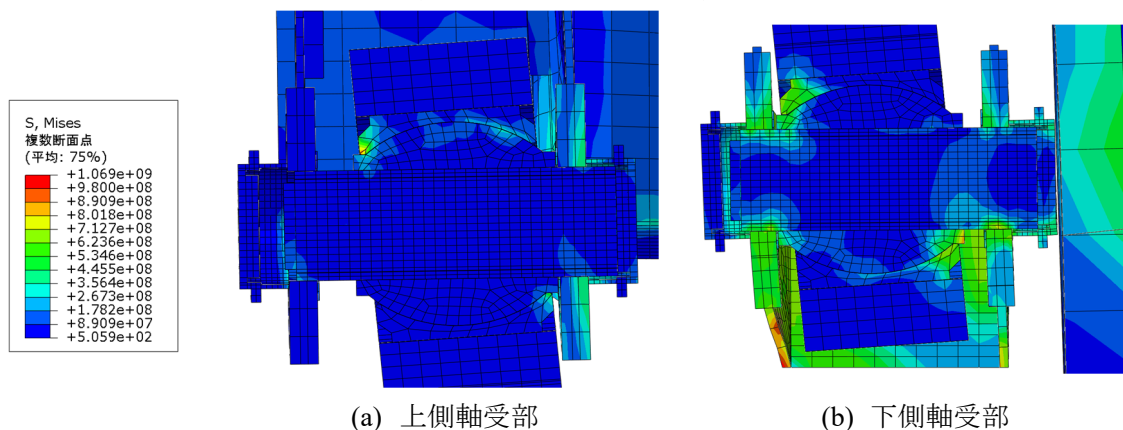 S, Mises
複数断面点
(平均: 75%)
+1.069e+09
+9.800e+08
+8.909e+08
+8.018e+08
+7.127e+08
+6.236e+08
+5.346e+08
+4.455e+08
+3.564e+08
+2.673e+08
+1.782e+08
+8.909e+07
+5.059e+02
(a) 上側軸受部
(b) 下側軸受部